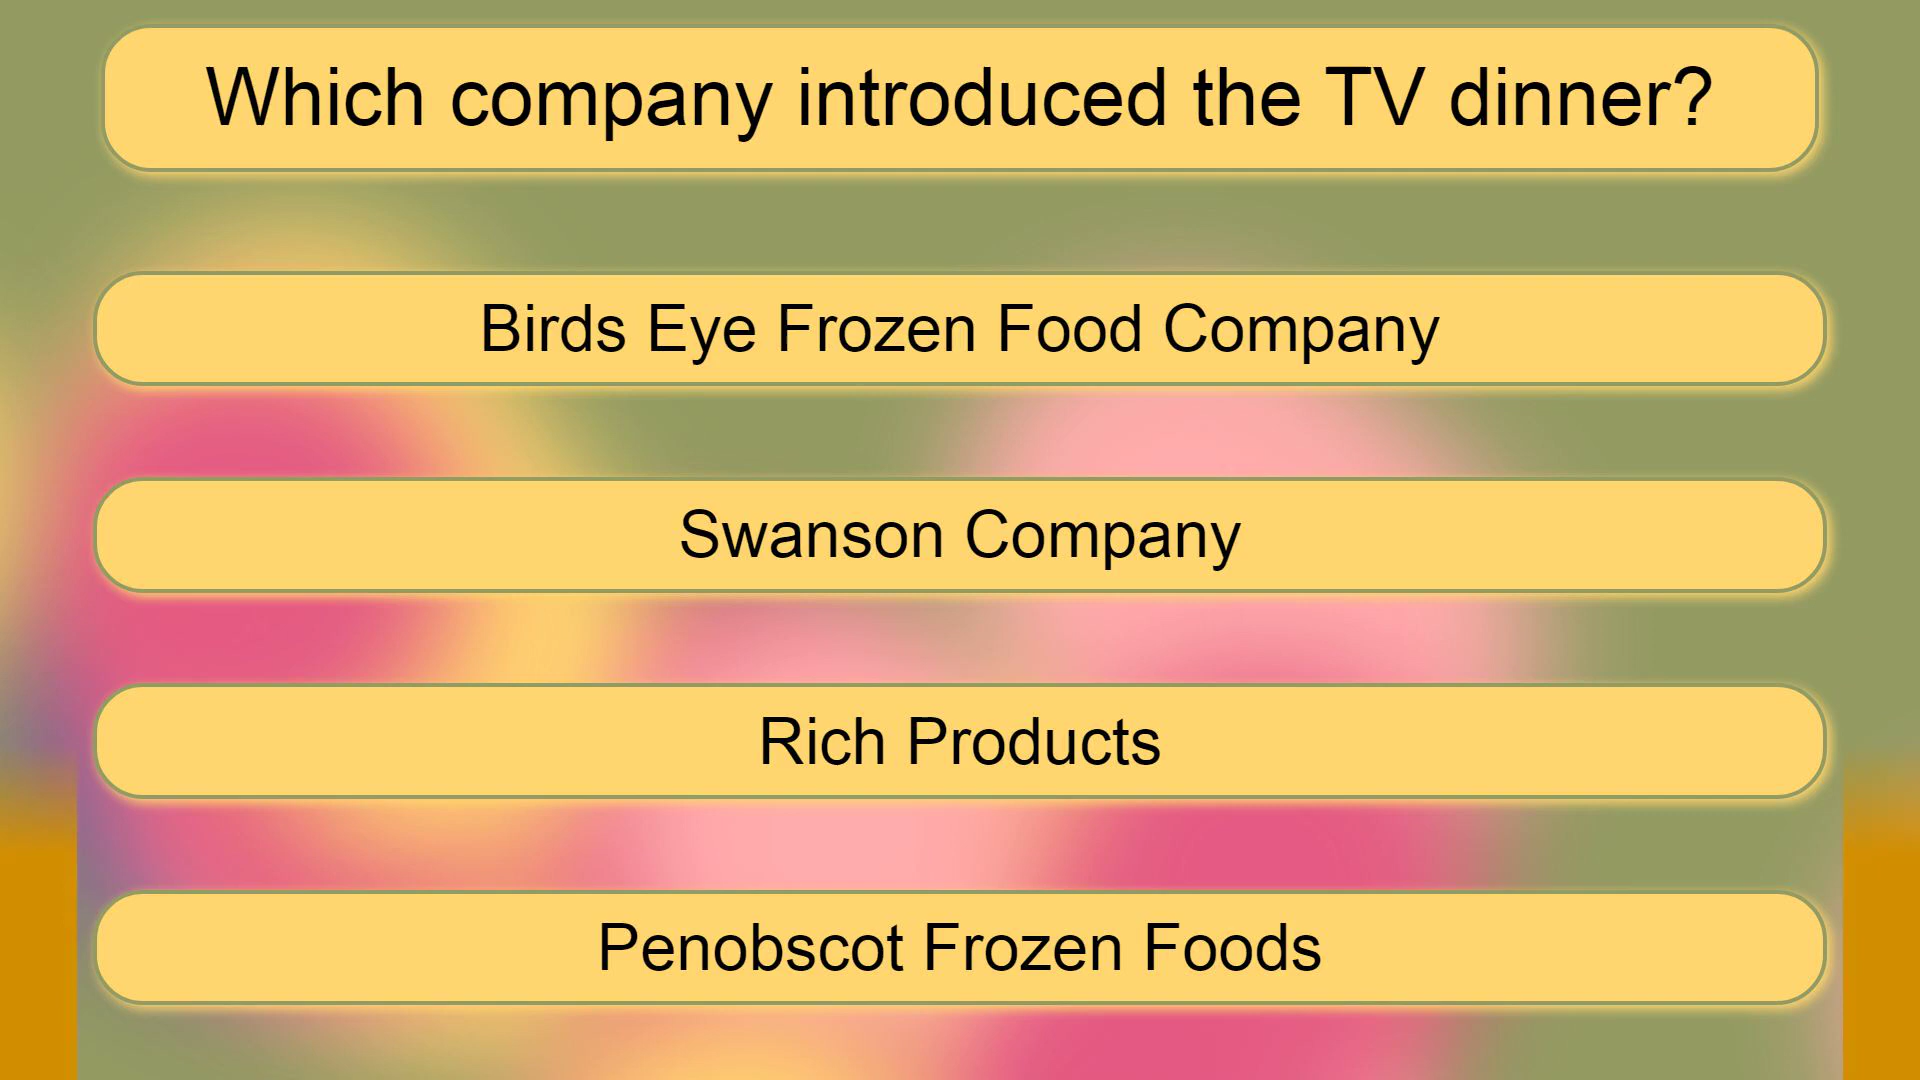 Which company introduced the TV dinner?
Birds Eye Frozen Food Company
Swanson Company
Rich Products
Penobscot Frozen Foods